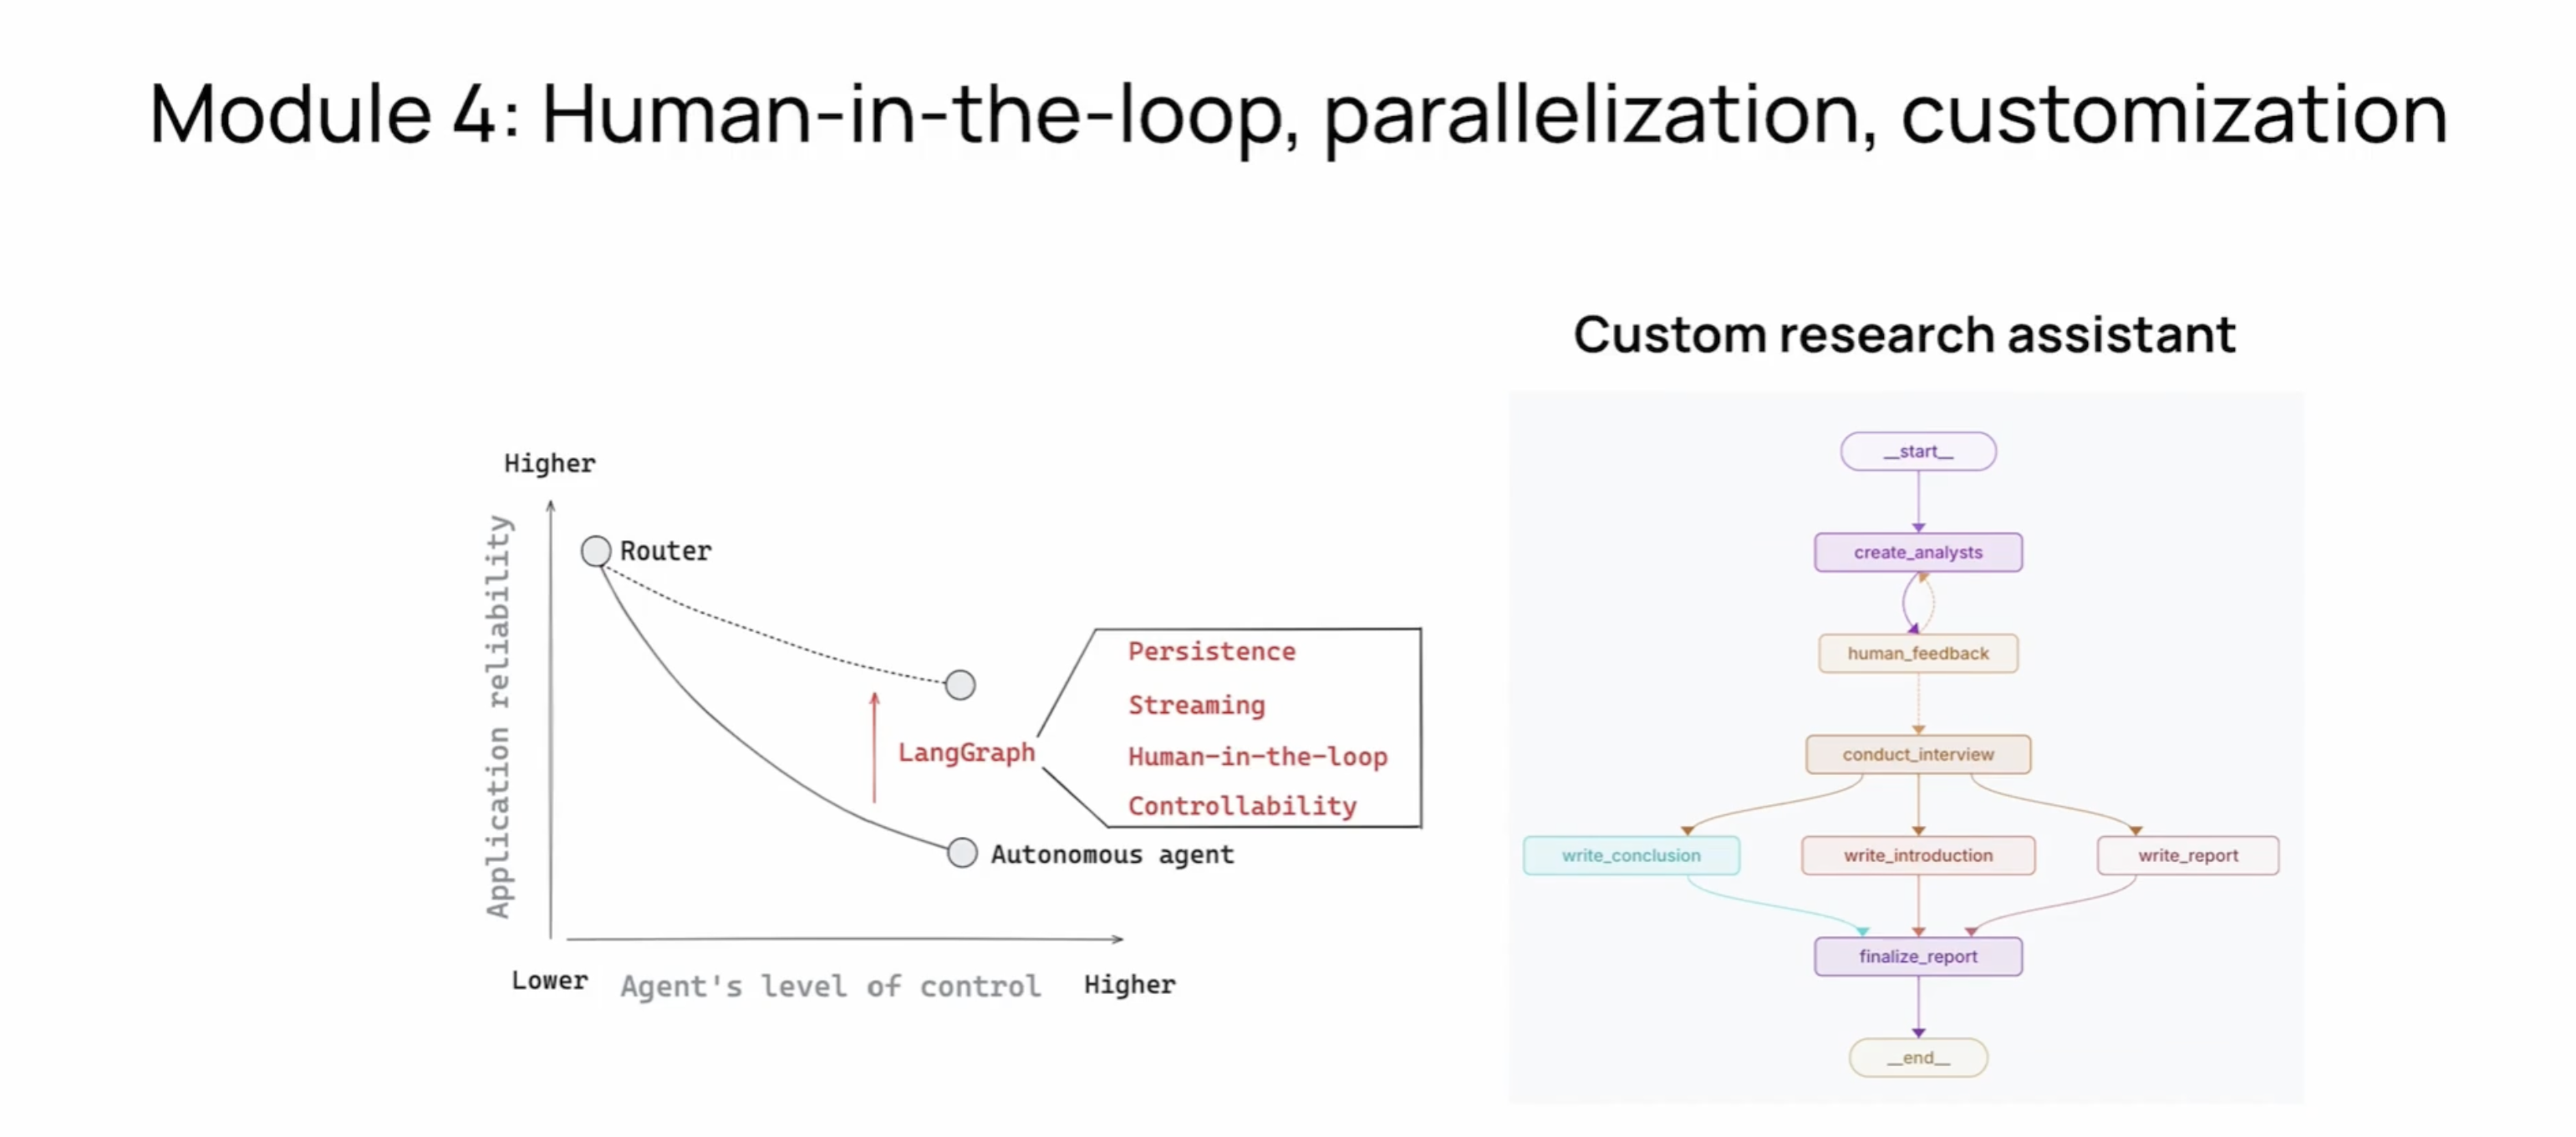 Module 4: Human-in-the-loop, parallelization, customization
Higher
Application reliability
Router
LangGraph
Persistence
Streaming
Human-in-the-loop
Controllability
Autonomous agent
Lower
Agent's level of control
Higher
Custom research assistant
__start__
create_analysts
human_feedback
conduct_interview
write_conclusion
write_introduction
write_report
finalize_report
__end__